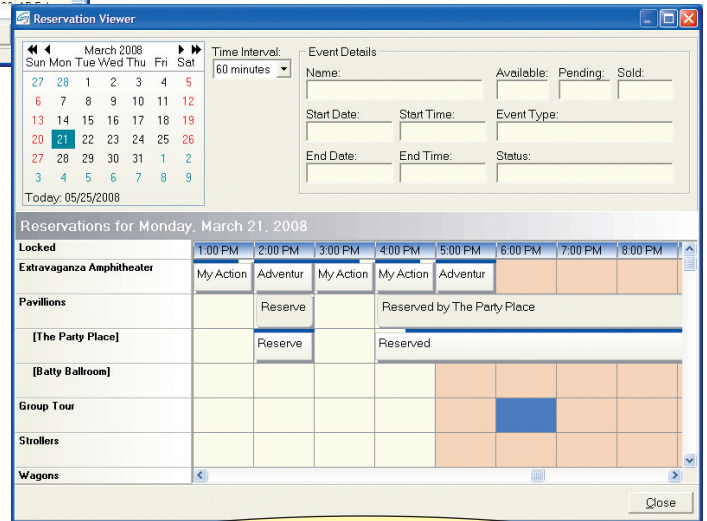 Reservation Viewer
March 2008
Sun Mon Tue Wed Thu Fri Sat
27 28 1 2 3 4 5
6 7 8 9 10 11 12
13 14 15 16 17 18 19
20 21 22 23 24 25 26
27 28 29 30 31 1 2
3 4 5 6 7 8 9
Today: 05/25/2008
Time Interval:
60 minutes
Event Details
Name: Available: Pending: Sold:
Start Date: Start Time: Event Type:
End Date: End Time: Status:
Reservations for Monday, March 21, 2008
Locked 1:00 PM 2:00 PM 3:00 PM 4:00 PM 5:00 PM 6:00 PM 7:00 PM 8:00 PM
Extravaganza Amphitheater My Action Adventur My Action My Action Adventur
Pavillions Reserve Reserved by The Party Place
[The Party Place] Reserve Reserved
[Batty Ballroom]
Group Tour
Strollers
Wagons
Close